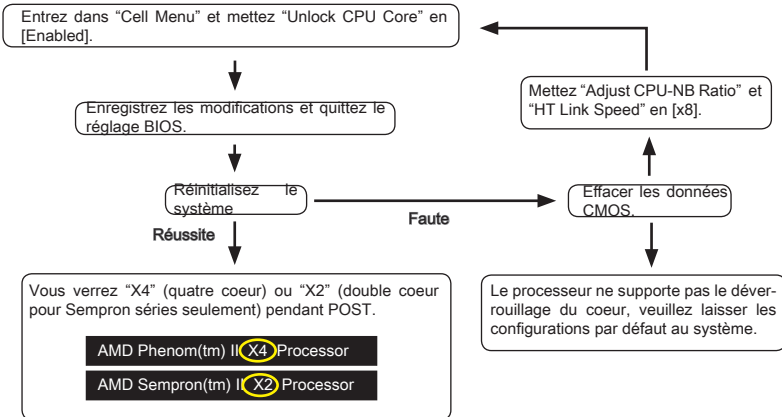 Entrez dans “Cell Menu” et mettez “Unlock CPU Core” en
[Enabled].
Mettez “Adjust CPU-NB Ratio” et
“HT Link Speed” en [x8].
Enregistrez les modifications et quittez le
réglage BIOS.
Réinitialisez le
système
Faute
Effacer les données
CMOS.
Réussite
Vous verrez “X4” (quatre coeur) ou “X2” (double coeur
pour Sempron séries seulement) pendant POST.
AMD Phenom(tm) II X4 Processor
AMD Sempron(tm) II X2 Processor
Le processeur ne supporte pas le déver-
rouillage du coeur, veuillez laisser les
configurations par défaut au système.